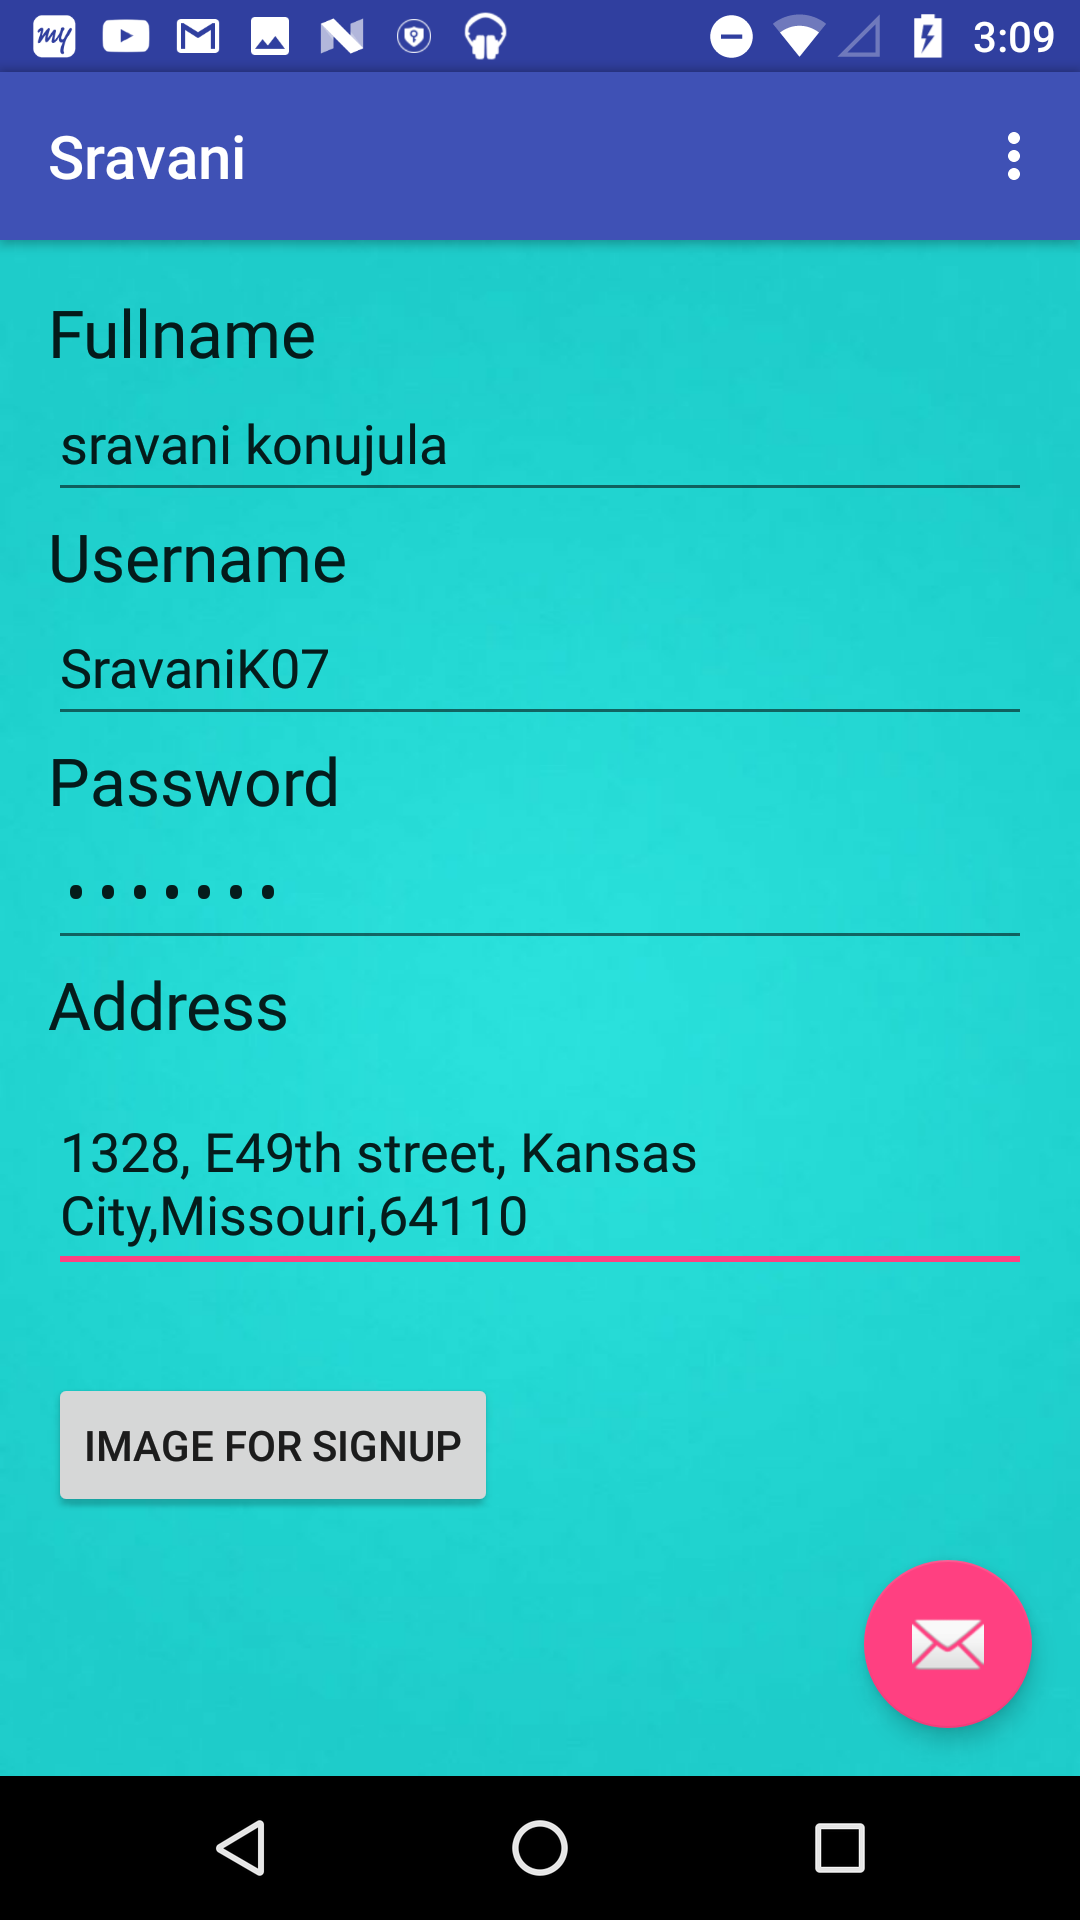 my
3:09
Sravani
Fullname
sravani konujula
Username
SravaniK07
Password
•••••••
Address
1328, E49th street, Kansas
City,Missouri,64110
IMAGE FOR SIGNUP